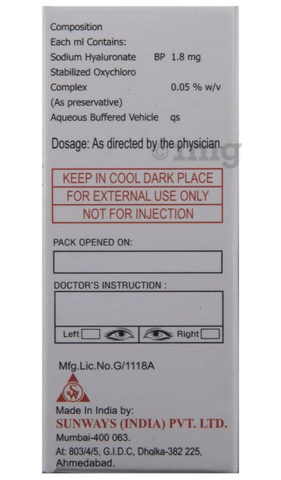 Composition
Each ml Contains:
Sodium Hyaluronate BP 1.8 mg
Stabilized Oxychloro
Complex 0.05 % w/v
(As preservative)
Aqueous Buffered Vehicle qs
Dosage: As directed by the physician.
1mg
KEEP IN COOL DARK PLACE
FOR EXTERNAL USE ONLY
NOT FOR INJECTION
PACK OPENED ON:
DOCTOR'S INSTRUCTION :
Left Right
Mfg.Lic.No.G/1118A
SW
Made In India by:
SUNWAYS (INDIA) PVT. LTD.
Mumbai-400 063.
At: 803/4/5, G.I.D.C, Dholka-382 225,
Ahmedabad.